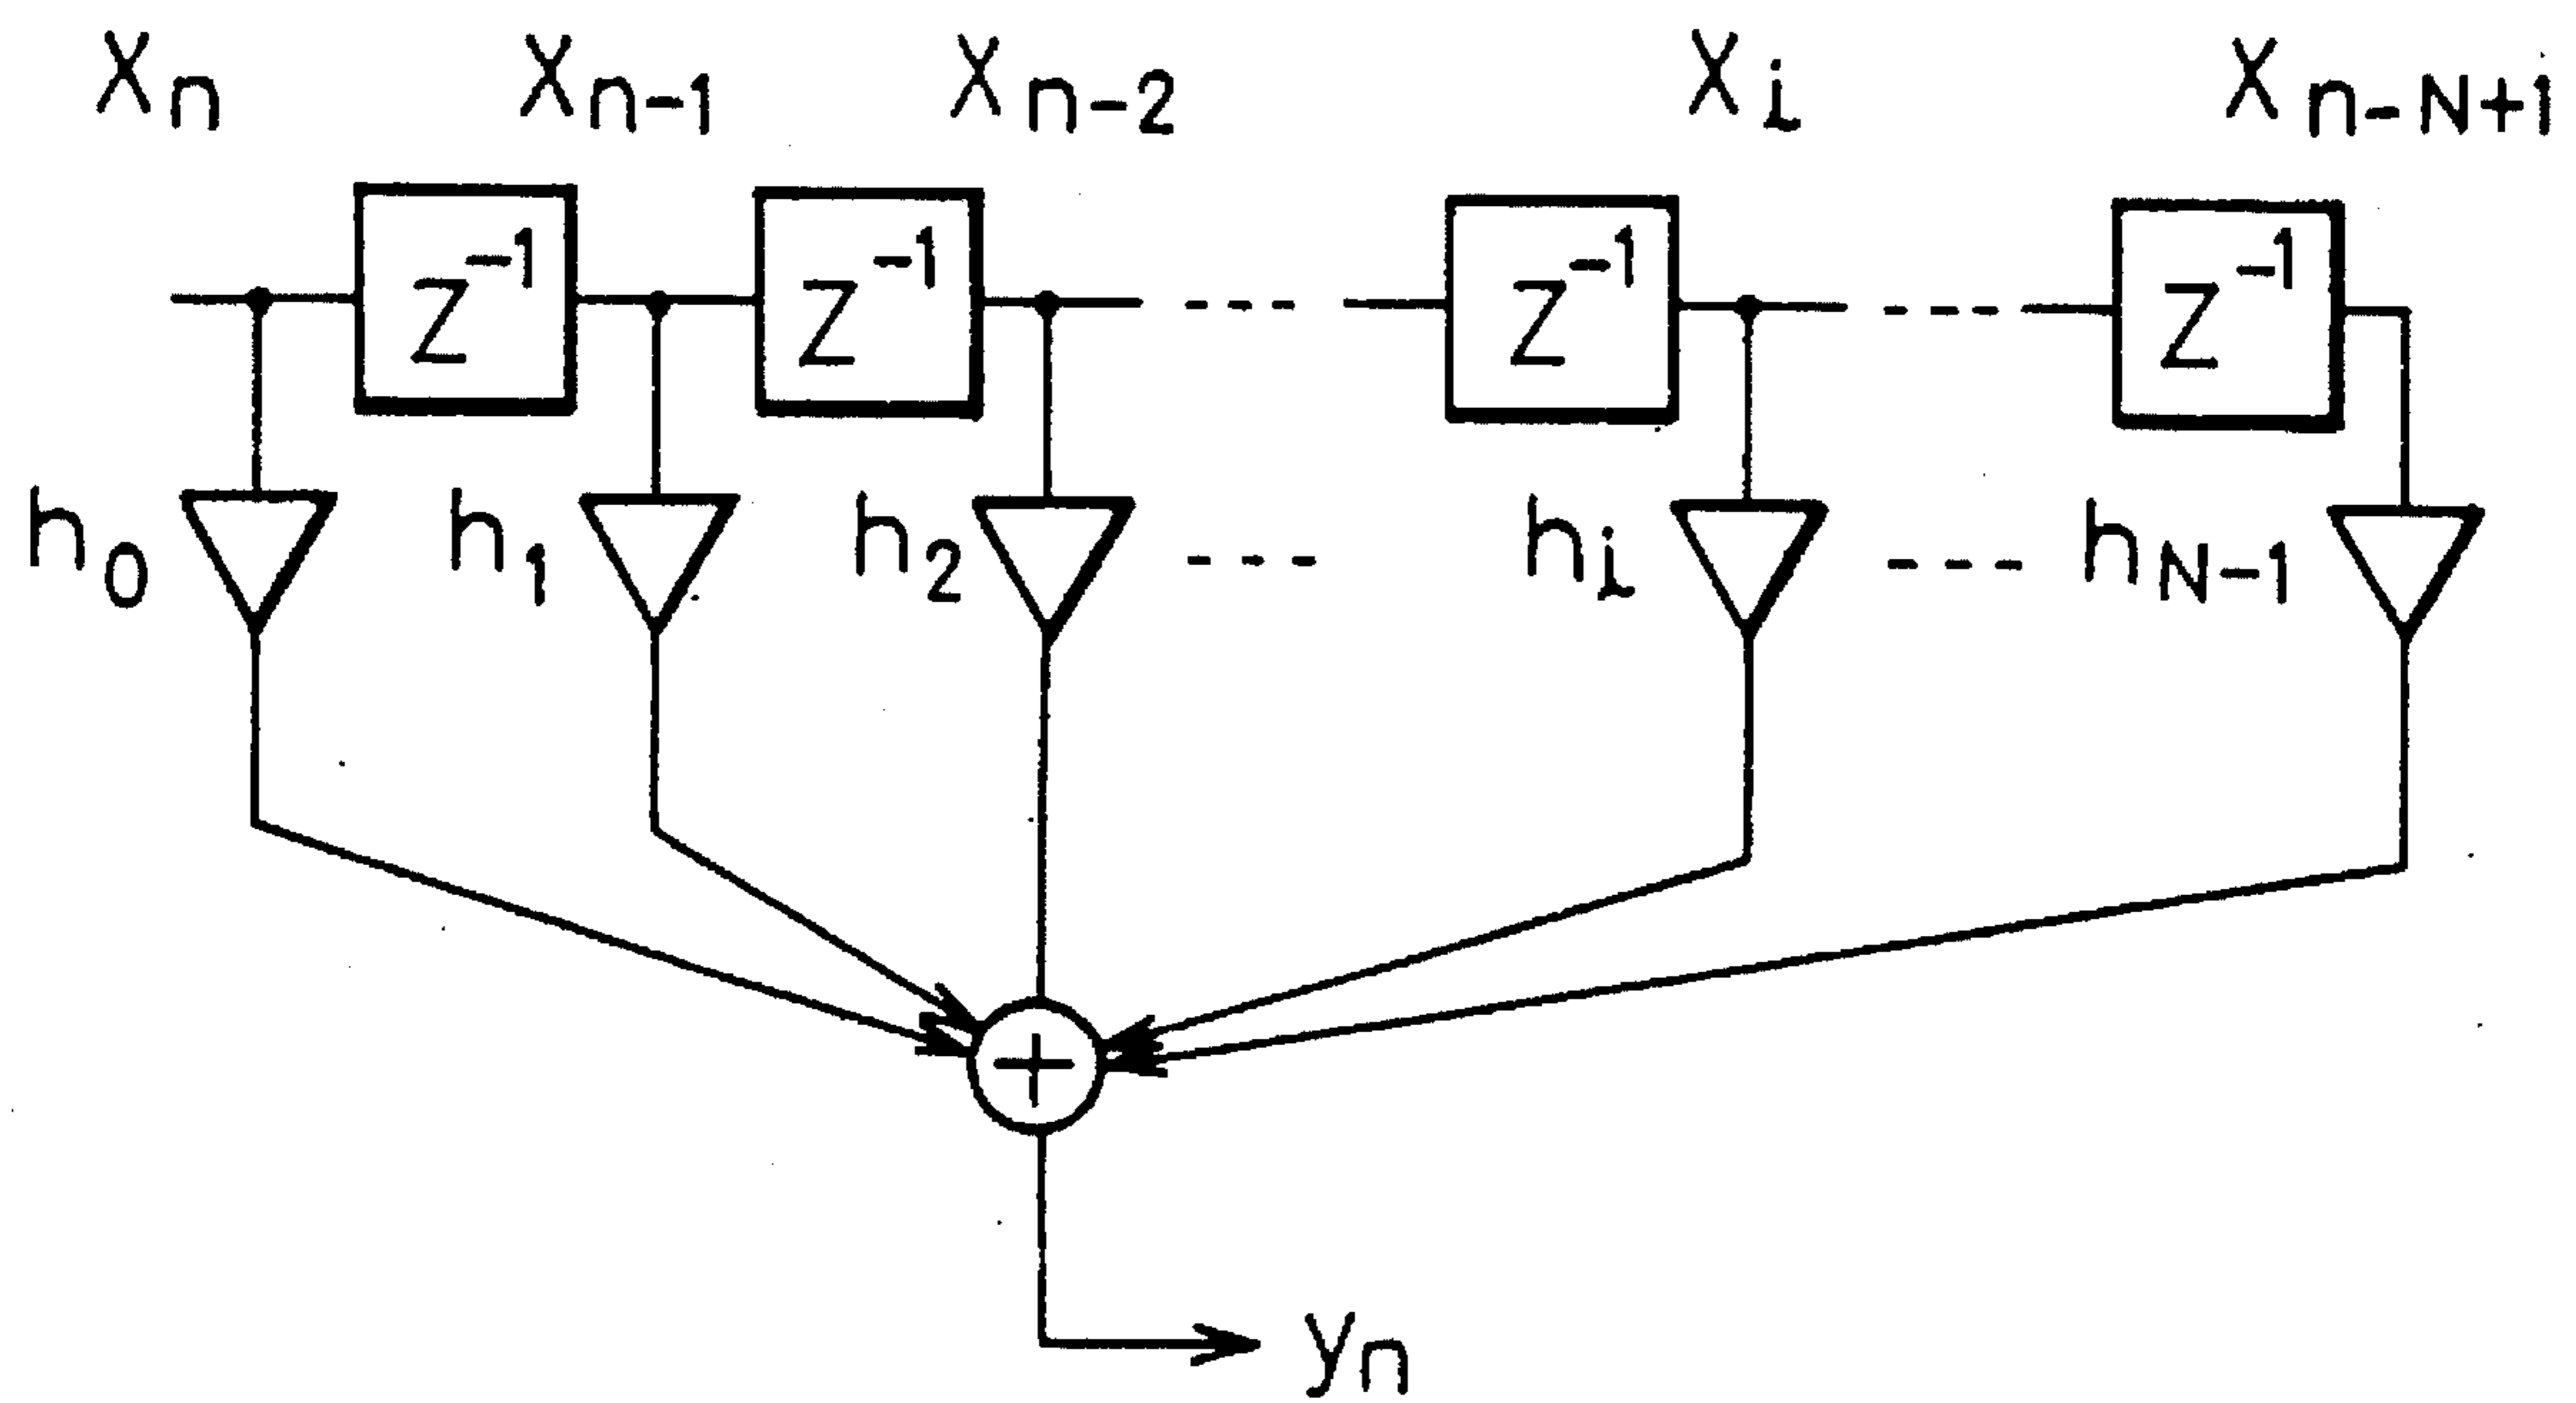 Xn Xn-1 Xn-2 Xi Xn-N+1
Z-1 Z-1 Z-1 Z-1
h0 h1 h2 --- hi --- hN-1
+
yn